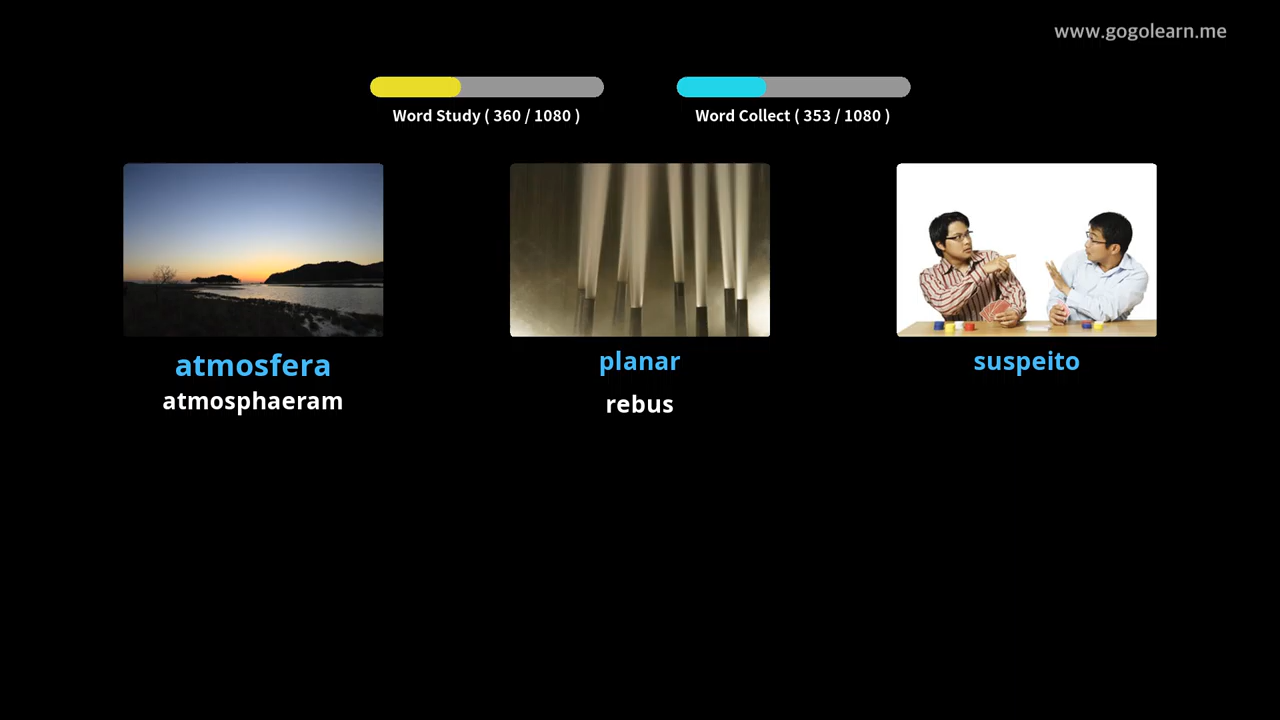 www.gogolearn.me
Word Study ( 360 / 1080 )
Word Collect ( 353 / 1080 )
atmosfera
atmosphaeram
planar
rebus
suspeito